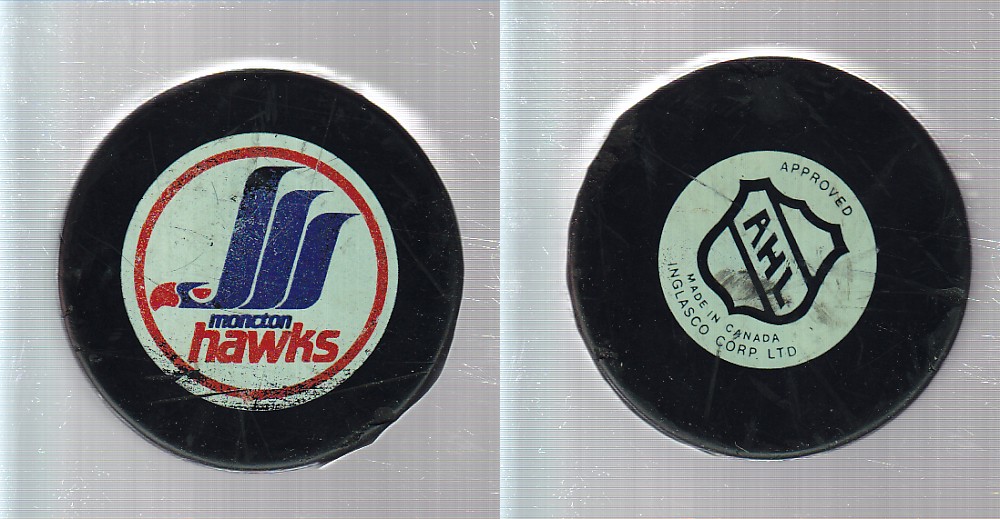 moncton
hawks
APPROVED
AHL
MADE IN CANADA
INGLASCO CORP. LTD